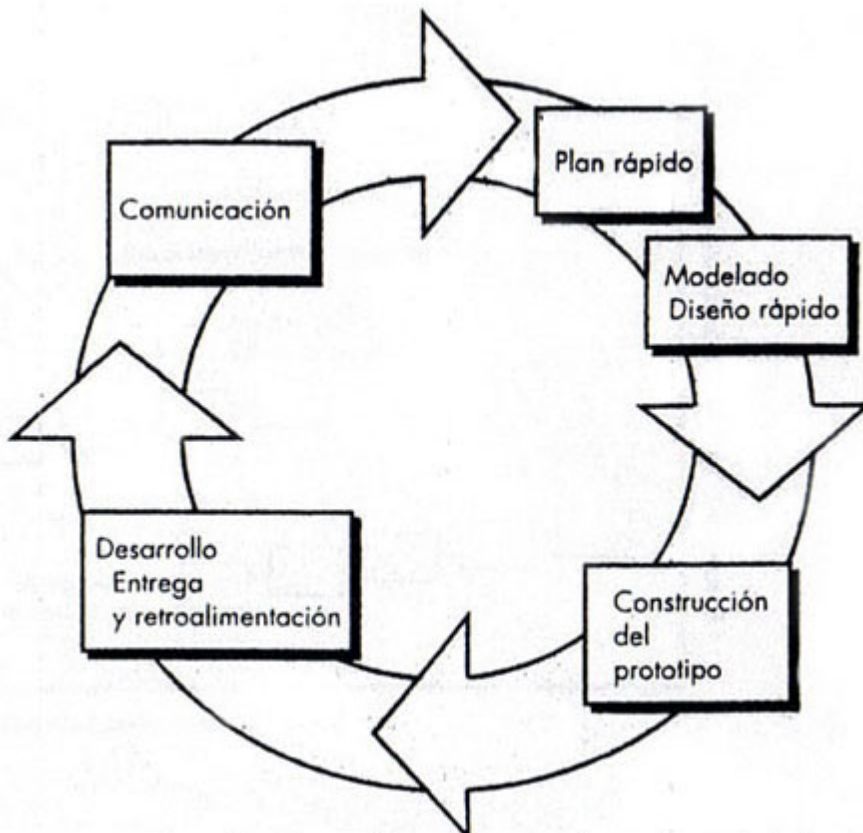 Comunicación
Plan rápido
Modelado
Diseño rápido
Construcción
del
prototipo
Desarrollo
Entrega
y retroalimentación